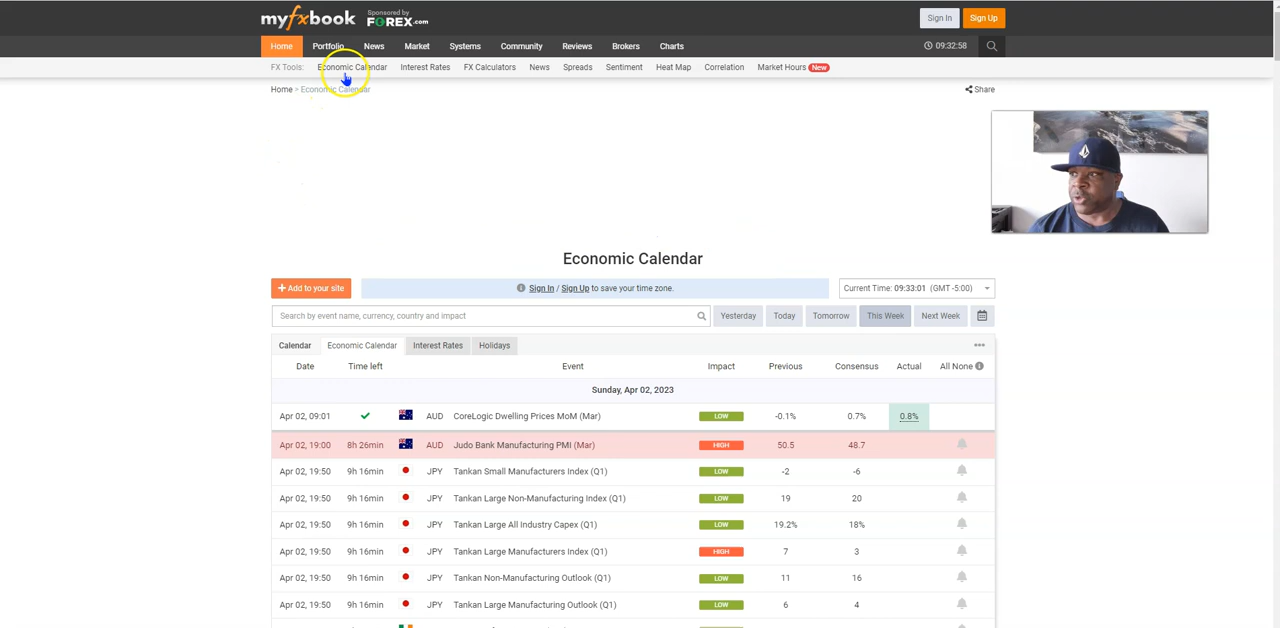 myfxbook Sponsored by FOREX.com Sign In Sign Up
Home Portfolio News Market Systems Community Reviews Brokers Charts 09:32:58
FX Tools: Economic Calendar Interest Rates FX Calculators News Spreads Sentiment Heat Map Correlation Market Hours New
Home > Economic Calendar Share
Economic Calendar
+ Add to your site Sign In / Sign Up to save your time zone. Current Time: 09:33:01 (GMT -5:00)
Search by event name, currency, country and impact Yesterday Today Tomorrow This Week Next Week
Calendar Economic Calendar Interest Rates Holidays
Date Time left Event Impact Previous Consensus Actual All None
Sunday, Apr 02, 2023
Apr 02, 09:01 AUD CoreLogic Dwelling Prices MoM (Mar) LOW -0.1% 0.7% 0.8%
Apr 02, 19:00 8h 26min AUD Judo Bank Manufacturing PMI (Mar) HIGH 50.5 48.7
Apr 02, 19:50 9h 16min JPY Tankan Small Manufacturers Index (Q1) LOW -2 -6
Apr 02, 19:50 9h 16min JPY Tankan Large Non-Manufacturing Index (Q1) LOW 19 20
Apr 02, 19:50 9h 16min JPY Tankan Large All Industry Capex (Q1) LOW 19.2% 18%
Apr 02, 19:50 9h 16min JPY Tankan Large Manufacturers Index (Q1) HIGH 7 3
Apr 02, 19:50 9h 16min JPY Tankan Non-Manufacturing Outlook (Q1) LOW 11 16
Apr 02, 19:50 9h 16min JPY Tankan Large Manufacturing Outlook (Q1) LOW 6 4